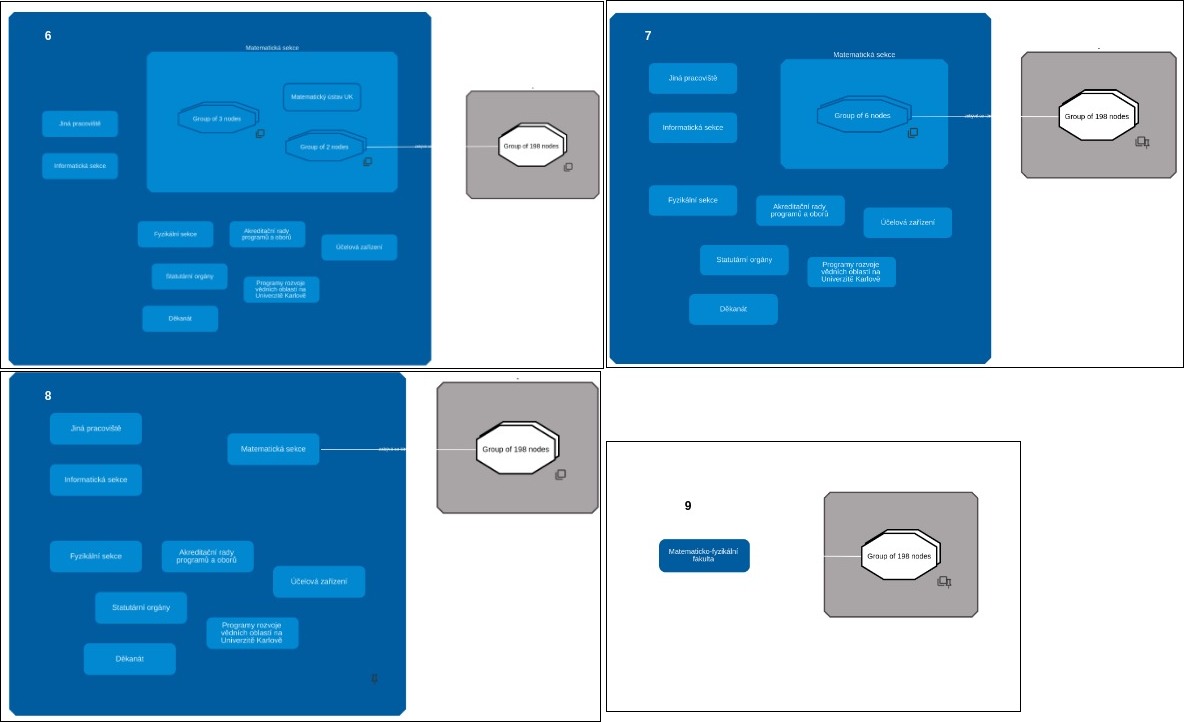 6
Matematická sekce
Group of 3 nodes
Matematický ústav UK
Group of 2 nodes
Jiná pracoviště
Informatická sekce
Fyzikální sekce
Akreditační rady
programů a oborů
Účelová zařízení
Statutární orgány
Programy rozvoje
vědních oblastí na
Univerzitě Karlově
Děkanát
Group of 198 nodes
7
Matematická sekce
Jiná pracoviště
Group of 6 nodes
Informatická sekce
Fyzikální sekce
Akreditační rady
programů a oborů
Účelová zařízení
Statutární orgány
Programy rozvoje
vědních oblastí na
Univerzitě Karlově
Děkanát
Group of 198 nodes
8
Jiná pracoviště
Matematická sekce
Informatická sekce
Fyzikální sekce
Akreditační rady
programů a oborů
Účelová zařízení
Statutární orgány
Programy rozvoje
vědních oblastí na
Univerzitě Karlově
Děkanát
Group of 198 nodes
9
Matematicko-fyzikální
fakulta
Group of 198 nodes